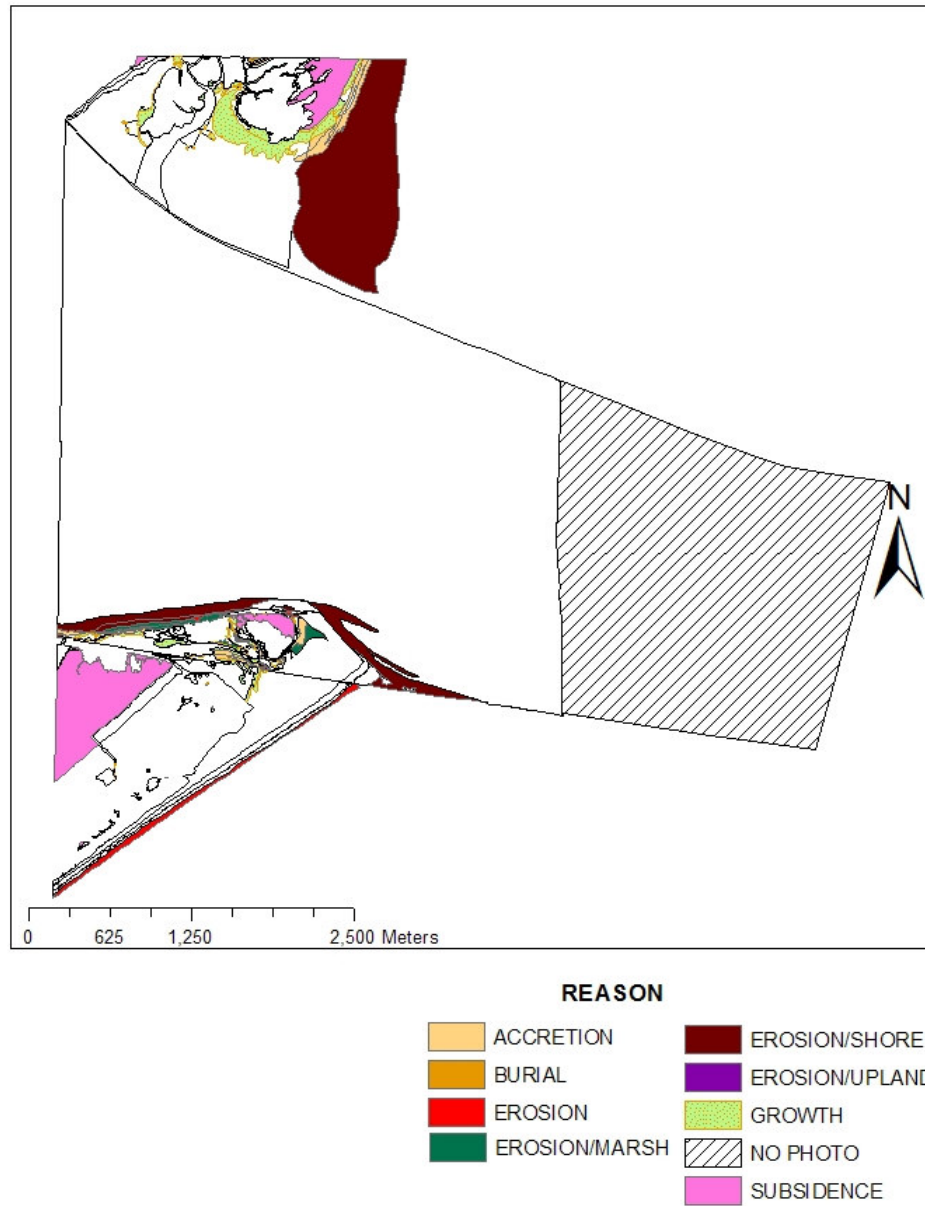 N
0 625 1,250 2,500 Meters
REASON
ACCRETION
BURIAL
EROSION
EROSION/MARSH
EROSION/SHORE
EROSION/UPLAND
GROWTH
NO PHOTO
SUBSIDENCE